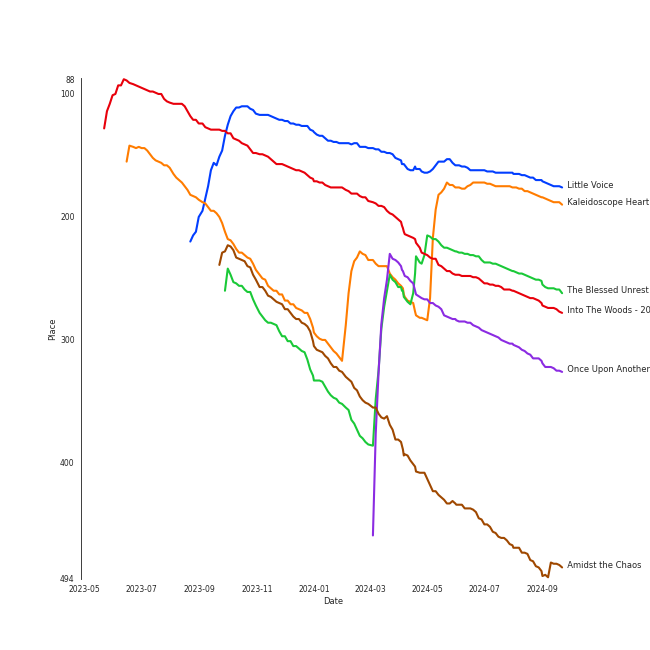 88
100
200
300
400
494
Place
2023-05
2023-07
2023-09
2023-11
2024-01
2024-03
2024-05
2024-07
2024-09
Date
Little Voice
Kaleidoscope Heart
The Blessed Unrest
Into The Woods - 20
Once Upon Another
Amidst the Chaos